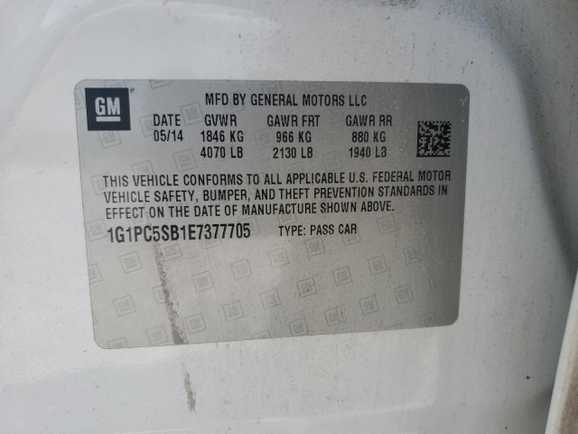 GM
MFD BY GENERAL MOTORS LLC
DATE GVWR GAWR FRT GAWR RR
05/14 1846 KG 966 KG 880 KG
4070 LB 2130 LB 1940 LB
THIS VEHICLE CONFORMS TO ALL APPLICABLE U.S. FEDERAL MOTOR
VEHICLE SAFETY, BUMPER, AND THEFT PREVENTION STANDARDS IN
EFFECT ON THE DATE OF MANUFACTURE SHOWN ABOVE.
1G1PC5SB1E7377705 TYPE: PASS CAR